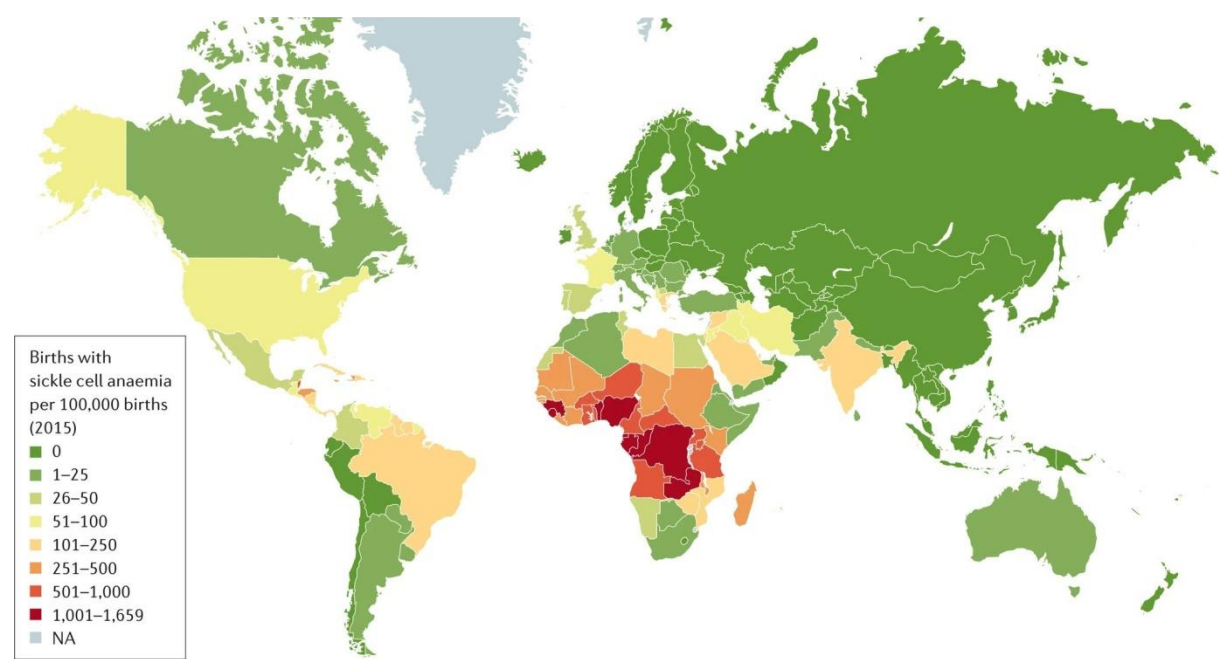 Births with
sickle cell anaemia
per 100,000 births
(2015)
0
1–25
26–50
51–100
101–250
251–500
501–1,000
1,001–1,659
NA